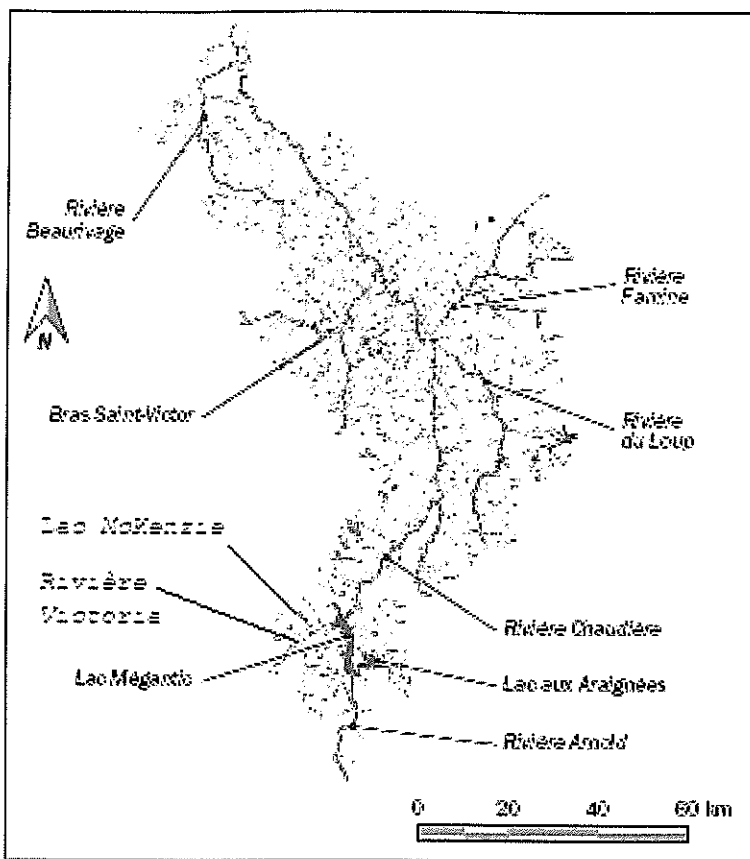 Rivière
Beaurivage
Rivière
Famine
N
Bras Saint-Victor
Rivière
du Loup
Lac McKenzie
Rivière
Victoria
Rivière Chaudière
Lac Mégantic
Lac aux Araignées
Rivière Arnold
0 20 40 60 km